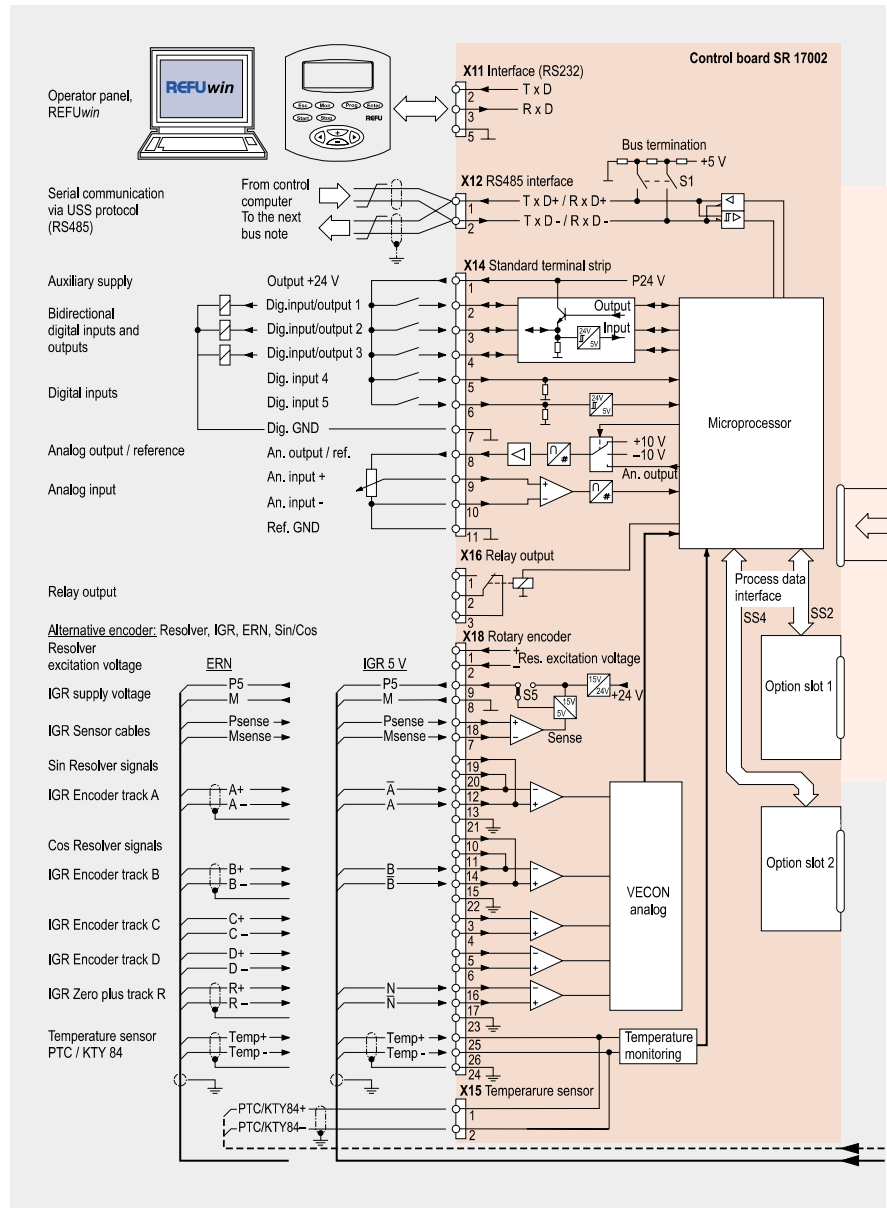 Control board SR 17002
REFUwin
Esc Mon Prog Enter
Start Stop
REFU
Operator panel,
REFUwin
X11 Interface (RS232)
2 T x D
3 R x D
5
Bus termination
+5 V
S1
Serial communication
via USS protocol
(RS485)
From control
computer
To the next
bus note
X12 RS485 interface
1 T x D+ / R x D+
2 T x D - / R x D -
X14 Standard terminal strip
Auxiliary supply Output +24 V 1 P24 V
Bidirectional
digital inputs and
outputs
Dig.input/output 1 2
Dig.input/output 2 3
Dig.input/output 3 4
Output
Input
24V
5V
Digital inputs
Dig. input 4 5
Dig. input 5 6
24V
5V
Dig. GND 7
Microprocessor
Analog output / reference An. output / ref. 8
∩
#
+10 V
–10 V
An. output
Analog input
An. input + 9
An. input - 10
+
–
∩
#
Ref. GND 11
X16 Relay output
Relay output
1
2
3
Process data
interface
SS4
SS2
Option slot 1
Option slot 2
Alternative encoder: Resolver, IGR, ERN, Sin/Cos
X18 Rotary encoder
Resolver
excitation voltage
ERN
IGR 5 V
1 +
2 –
Res. excitation voltage
IGR supply voltage
P5 P5 9
M M 8
S5
15V
5V
15V
24V
+24 V
IGR Sensor cables
Psense Psense 18
Msense Msense 7
+
–
Sense
Sin Resolver signals
19
20
IGR Encoder track A
A+ A̅ 12
A – A 13
21
–
+
Cos Resolver signals
10
11
IGR Encoder track B
B+ B 14
B – B̅ 15
22
–
+
VECON
analog
IGR Encoder track C
C+ 3
C – 4
–
+
IGR Encoder track D
D+ 5
D – 6
–
+
IGR Zero plus track R
R+ N 16
R – N̅ 17
23
–
+
Temperature sensor
PTC / KTY 84
Temp+ Temp+ 25
Temp - Temp - 26
24
Temperature
monitoring
X15 Temperarure sensor
PTC/KTY84+ 1
PTC/KTY84– 2